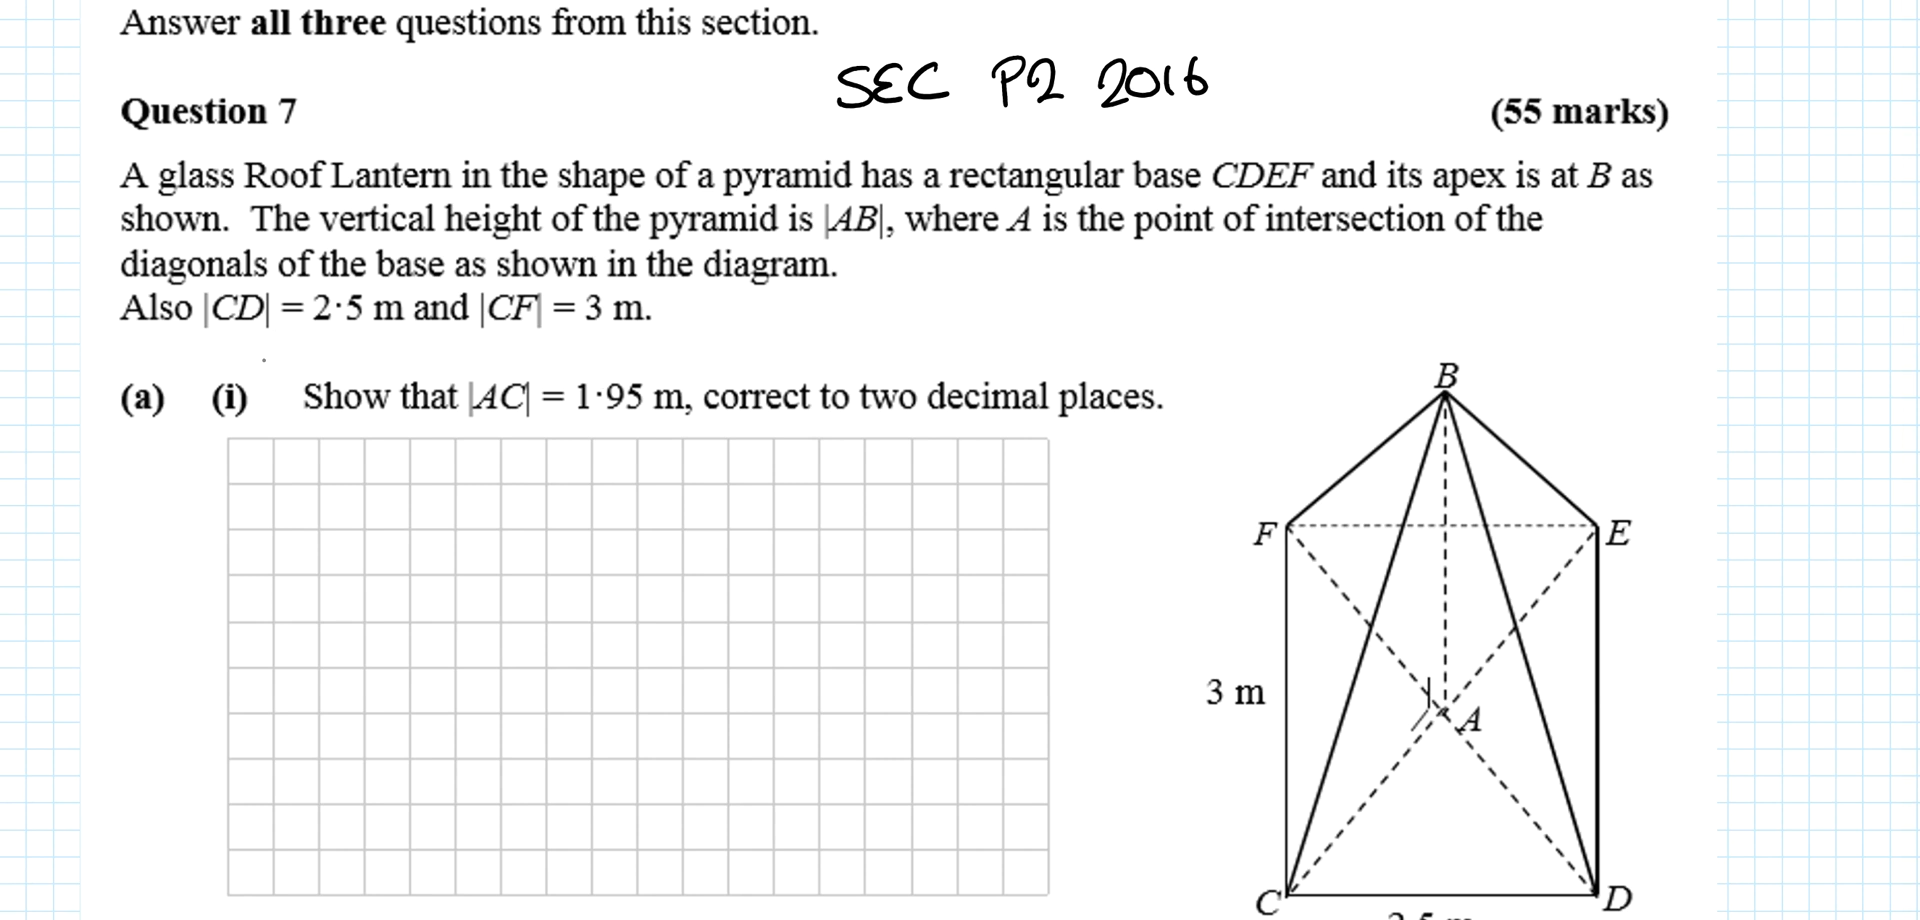 Answer all three questions from this section.
SEC P2 2016
Question 7 (55 marks)
A glass Roof Lantern in the shape of a pyramid has a rectangular base CDEF and its apex is at B as
shown. The vertical height of the pyramid is |AB|, where A is the point of intersection of the
diagonals of the base as shown in the diagram.
Also |CD| = 2·5 m and |CF| = 3 m.
(a) (i) Show that |AC| = 1·95 m, correct to two decimal places.
B
F
E
3 m
A
C
D